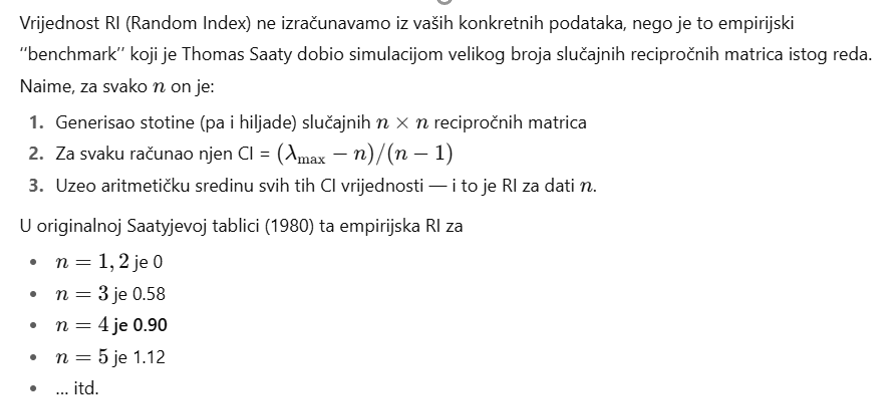 Vrijednost RI (Random Index) ne izračunavamo iz vaših konkretnih podataka, nego je to empirijski
“benchmark” koji je Thomas Saaty dobio simulacijom velikog broja slučajnih recipročnih matrica istog reda.
Naime, za svako n on je:
1. Generisao stotine (pa i hiljade) slučajnih n × n recipročnih matrica
2. Za svaku računao njen CI = (λmax − n)/(n − 1)
3. Uzeo aritmetičku sredinu svih tih CI vrijednosti — i to je RI za dati n.
U originalnoj Saatyjevoj tablici (1980) ta empirijska RI za
• n = 1, 2 je 0
• n = 3 je 0.58
• n = 4 je 0.90
• n = 5 je 1.12
• ... itd.